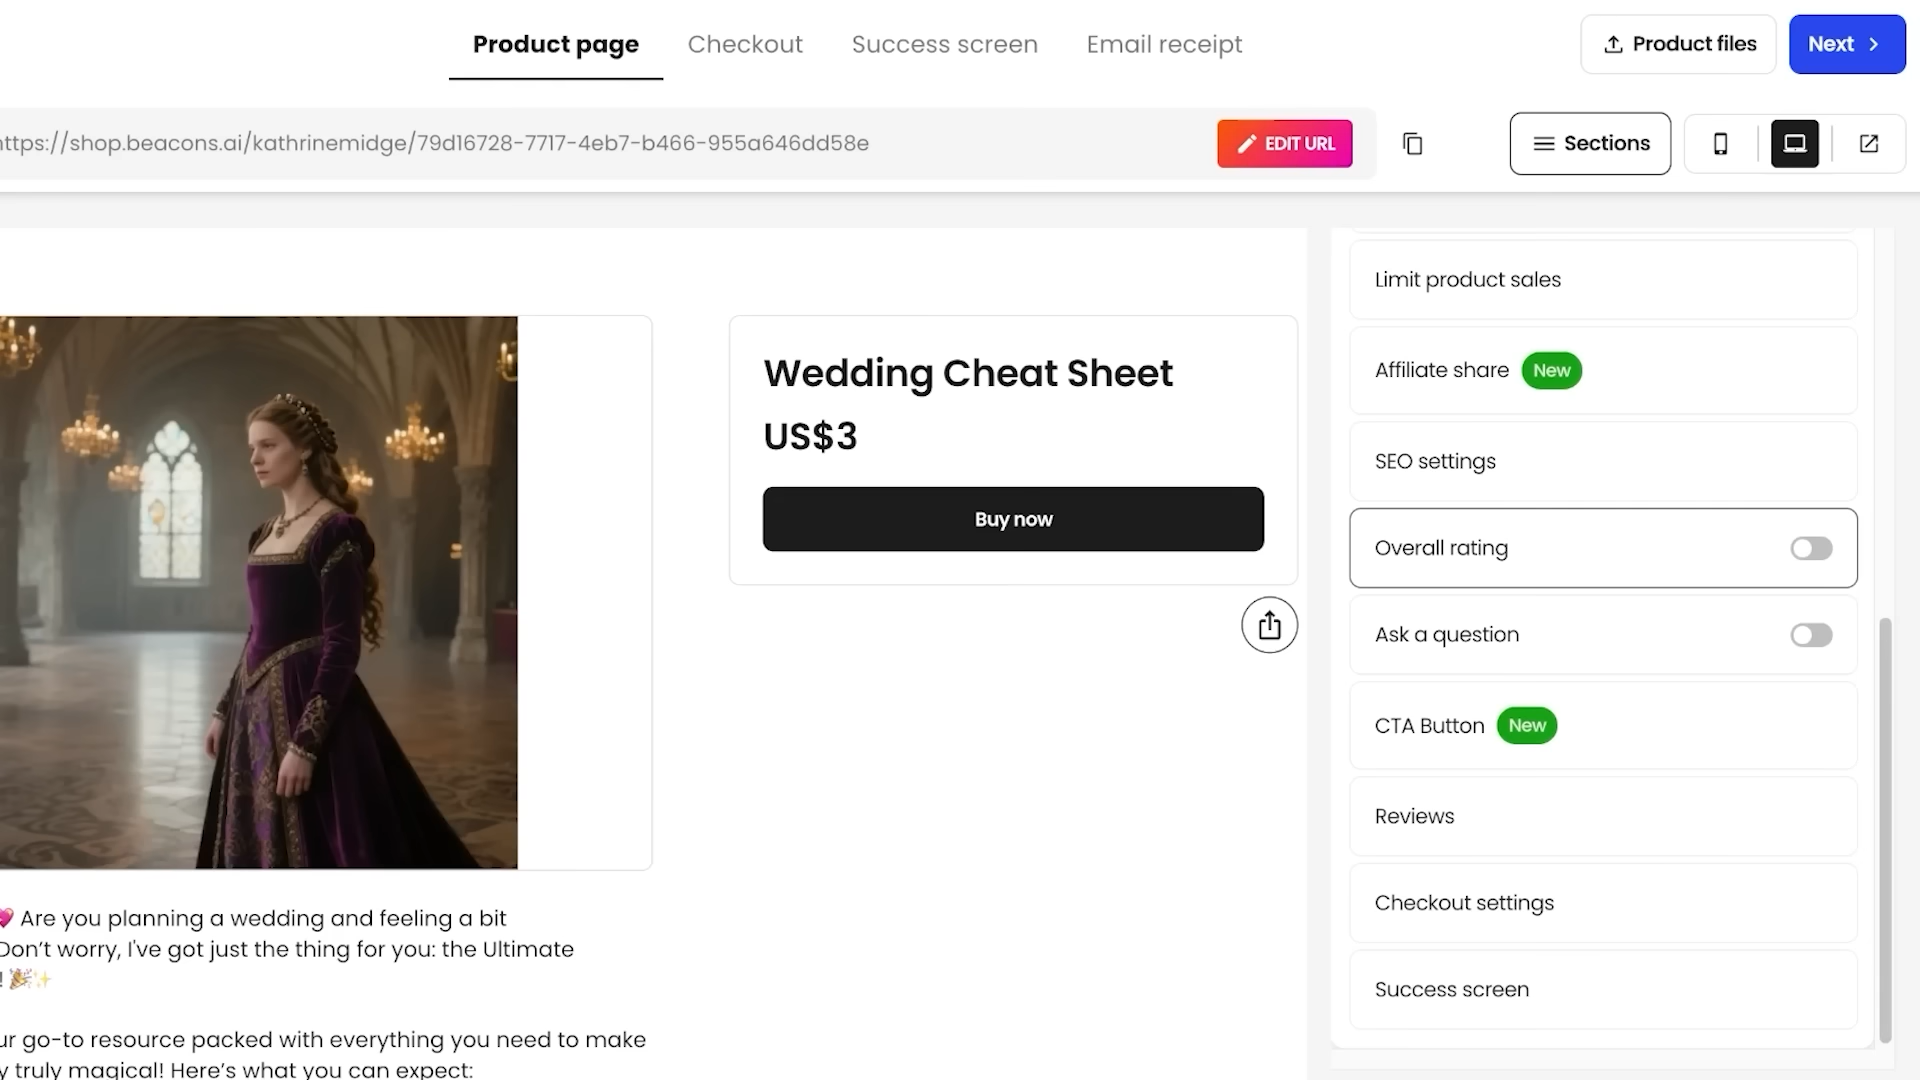 Product page
Checkout
Success screen
Email receipt
Product files
Next
ttps://shop.beacons.ai/kathrinemidge/79d16728-7717-4eb7-b466-955a646dd58e
EDIT URL
Sections
Wedding Cheat Sheet
US$3
Buy now
💖 Are you planning a wedding and feeling a bit
Don't worry, I've got just the thing for you: the Ultimate
! 🎉✨
ur go-to resource packed with everything you need to make
y truly magical! Here's what you can expect:
Limit product sales
Affiliate share New
SEO settings
Overall rating
Ask a question
CTA Button New
Reviews
Checkout settings
Success screen